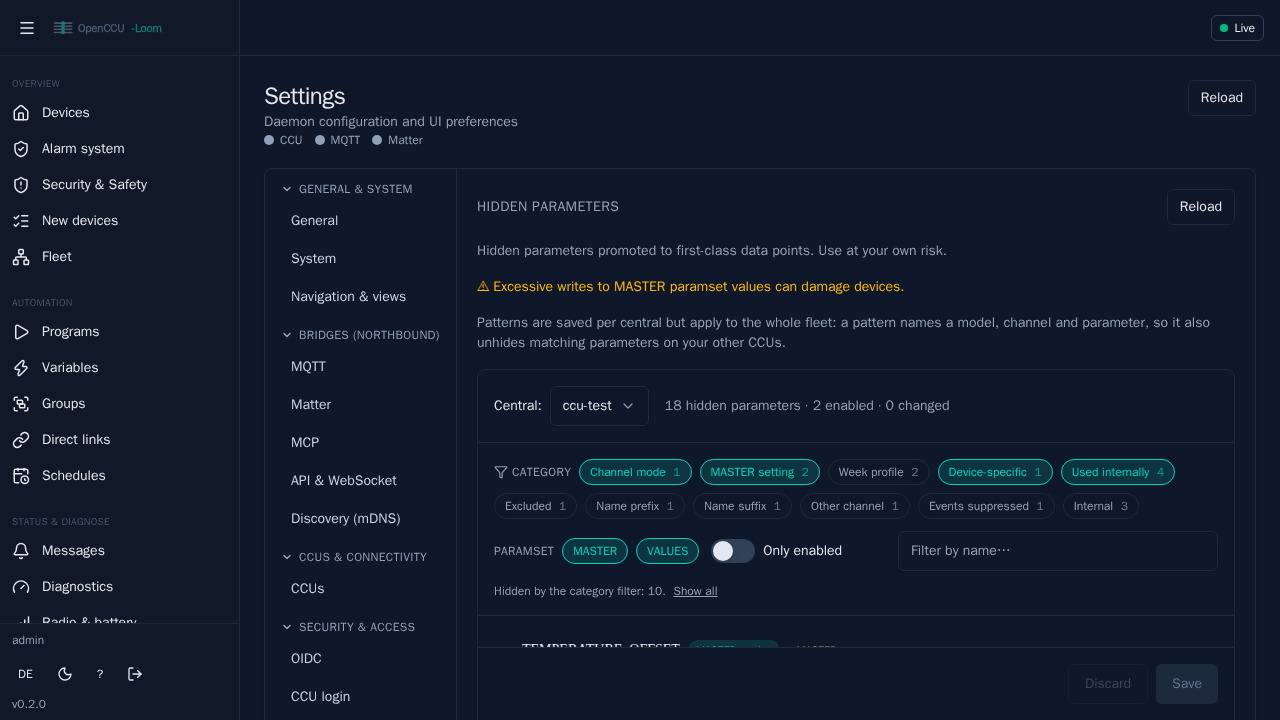 OpenCCU -Loom
Live
OVERVIEW
Devices
Alarm system
Security & Safety
New devices
Fleet
AUTOMATION
Programs
Variables
Groups
Direct links
Schedules
STATUS & DIAGNOSE
Messages
Diagnostics
Radio & battery
admin
DE
?
v0.2.0
Settings
Reload
Daemon configuration and UI preferences
CCU
MQTT
Matter
GENERAL & SYSTEM
General
System
Navigation & views
BRIDGES (NORTHBOUND)
MQTT
Matter
MCP
API & WebSocket
Discovery (mDNS)
CCUS & CONNECTIVITY
CCUs
SECURITY & ACCESS
OIDC
CCU login
HIDDEN PARAMETERS
Reload
Hidden parameters promoted to first-class data points. Use at your own risk.
⚠ Excessive writes to MASTER paramset values can damage devices.
Patterns are saved per central but apply to the whole fleet: a pattern names a model, channel and parameter, so it also
unhides matching parameters on your other CCUs.
Central: ccu-test 18 hidden parameters · 2 enabled · 0 changed
CATEGORY Channel mode 1 MASTER setting 2 Week profile 2 Device-specific 1 Used internally 4
Excluded 1 Name prefix 1 Name suffix 1 Other channel 1 Events suppressed 1 Internal 3
PARAMSET MASTER VALUES Only enabled Filter by name…
Hidden by the category filter: 10. Show all
TEMPERATURE_OFFSET
Discard Save